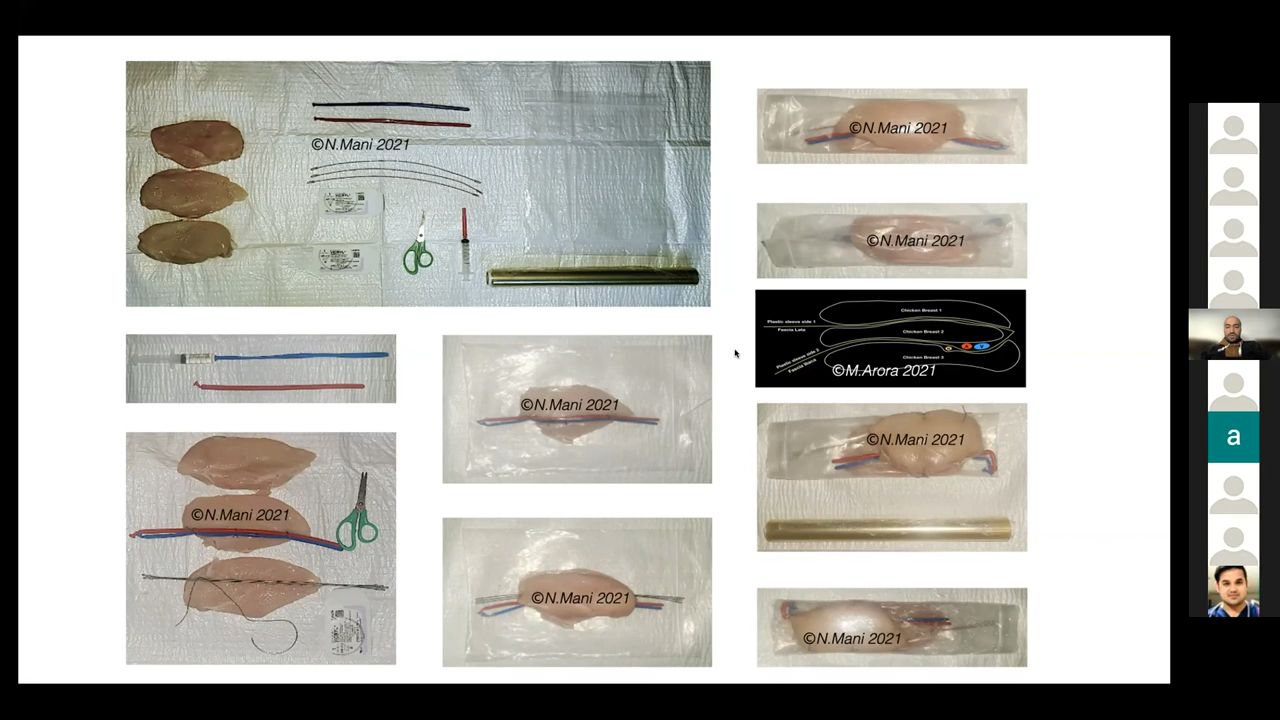 ©N.Mani 2021
©N.Mani 2021
©N.Mani 2021
©N.Mani 2021
©N.Mani 2021
©N.Mani 2021
Chicken Breast 1
Plastic sleeve side 1
Fascia Lata
Chicken Breast 2
N
A
V
Plastic sleeve side 2
Fascia Iliaca
Chicken Breast 3
©M.Arora 2021
©N.Mani 2021
©N.Mani 2021
a